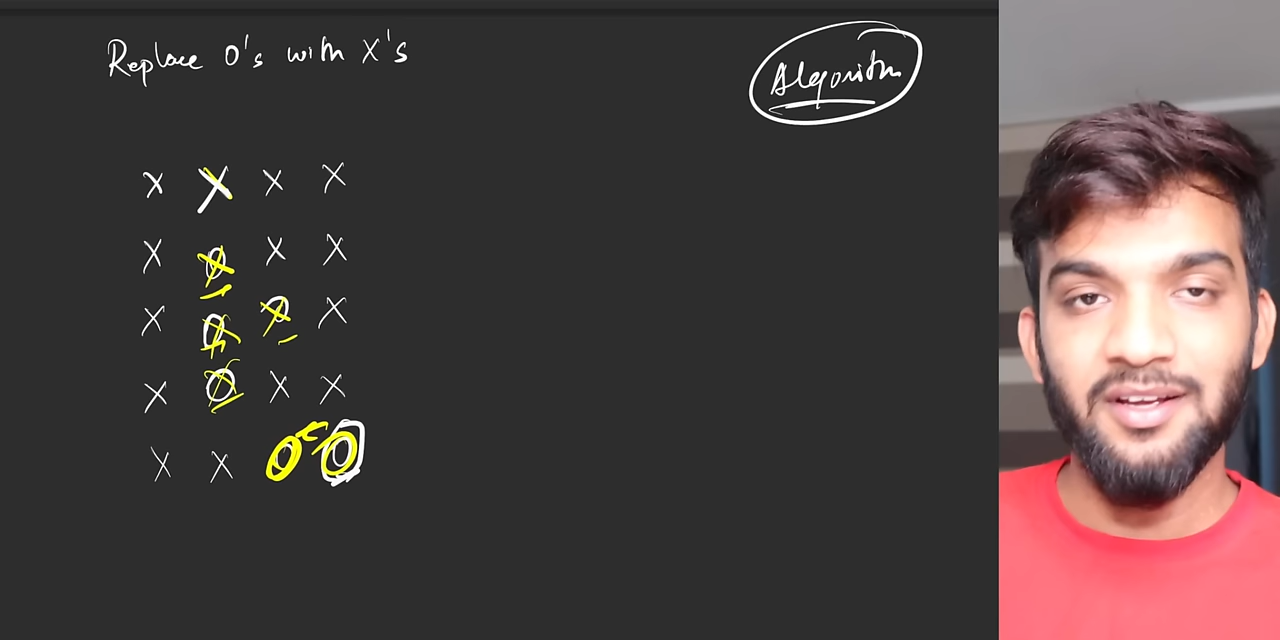 Replace O's with X's
Algorithm
X X X X
X O X X
X O O X
X O X X
X X O O